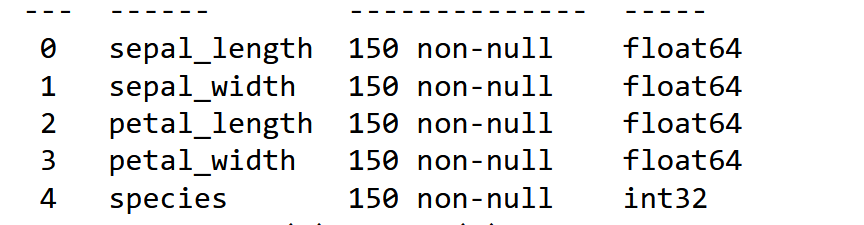 ---  ------         --------------  -----
 0   sepal_length  150 non-null    float64
 1   sepal_width   150 non-null    float64
 2   petal_length  150 non-null    float64
 3   petal_width   150 non-null    float64
 4   species       150 non-null    int32